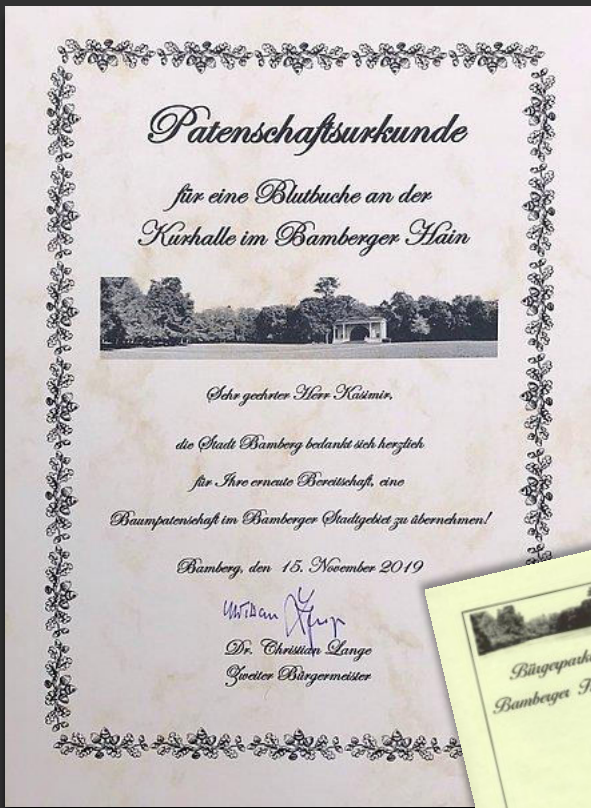 Patenschaftsurkunde
für eine Blutbuche an der
Kurhalle im Bamberger Hain
Sehr geehrter Herr Kasimir,
die Stadt Bamberg bedankt sich herzlich
für Ihre erneute Bereitschaft, eine
Baumpatenschaft im Bamberger Stadtgebiet zu übernehmen!
Bamberg, den 15. November 2019
Dr. Christian Lange
Zweiter Bürgermeister
Bamberger